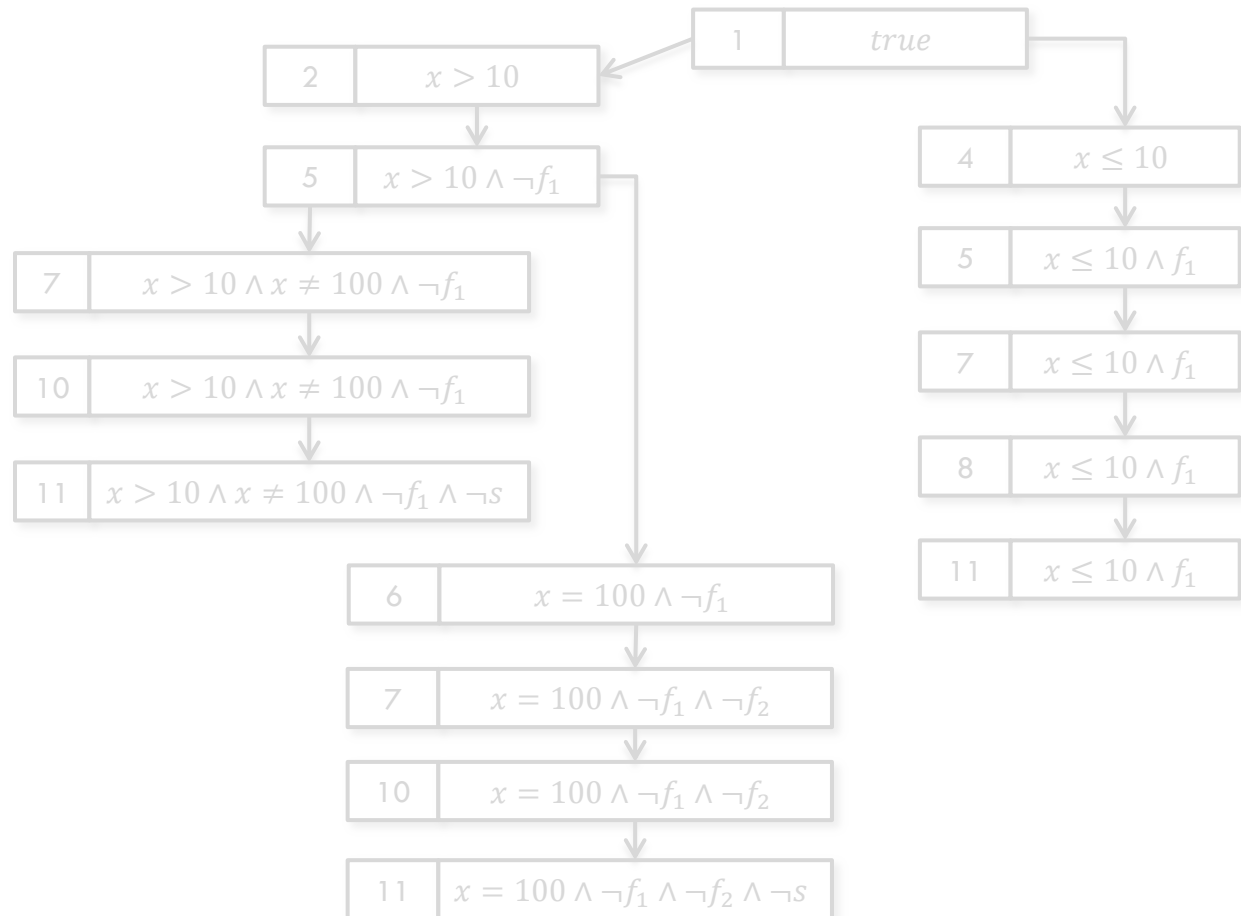 1 true
2 x > 10
5 x > 10 ∧ ¬f₁
7 x > 10 ∧ x ≠ 100 ∧ ¬f₁
10 x > 10 ∧ x ≠ 100 ∧ ¬f₁
11 x > 10 ∧ x ≠ 100 ∧ ¬f₁ ∧ ¬s
6 x = 100 ∧ ¬f₁
7 x = 100 ∧ ¬f₁ ∧ ¬f₂
10 x = 100 ∧ ¬f₁ ∧ ¬f₂
11 x = 100 ∧ ¬f₁ ∧ ¬f₂ ∧ ¬s
4 x ≤ 10
5 x ≤ 10 ∧ f₁
7 x ≤ 10 ∧ f₁
8 x ≤ 10 ∧ f₁
11 x ≤ 10 ∧ f₁